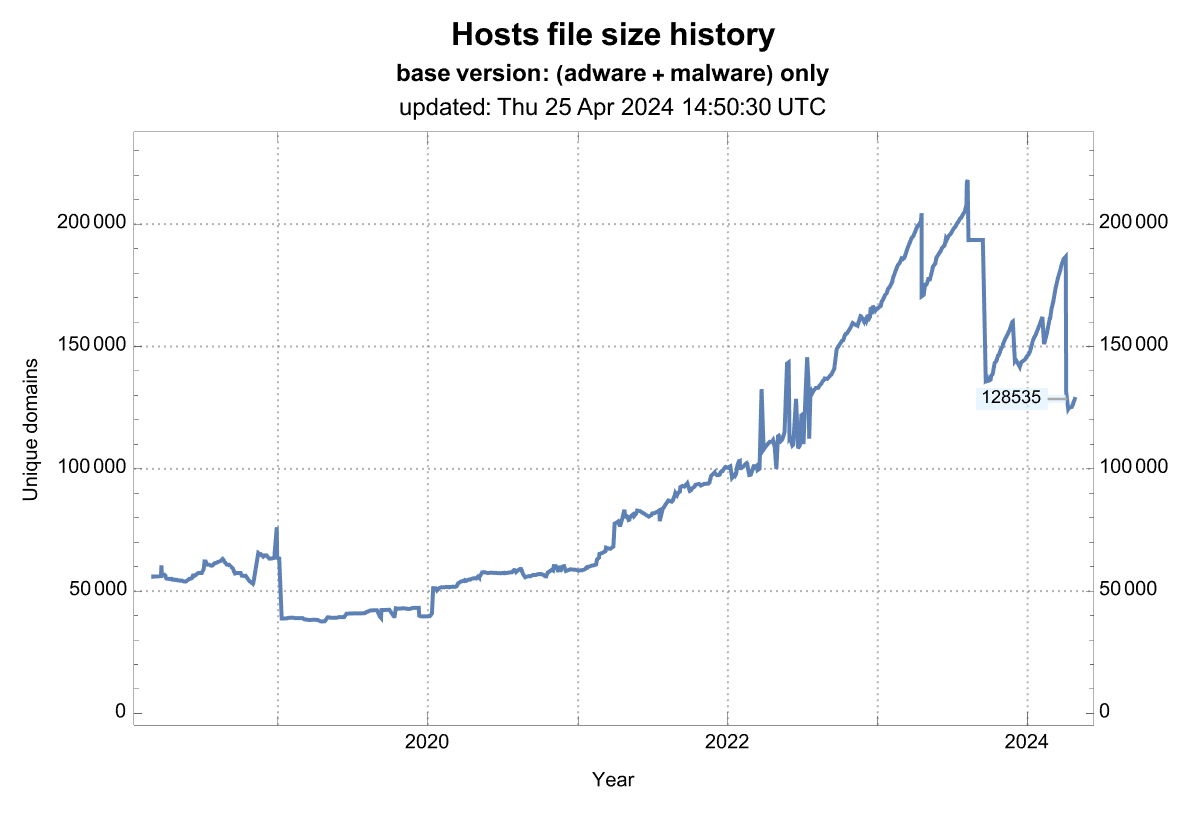 Hosts file size history
base version: (adware + malware) only
updated: Thu 25 Apr 2024 14:50:30 UTC
Unique domains
200 000
150 000
100 000
50 000
0
128535
200 000
150 000
100 000
50 000
0
2020
2022
2024
Year